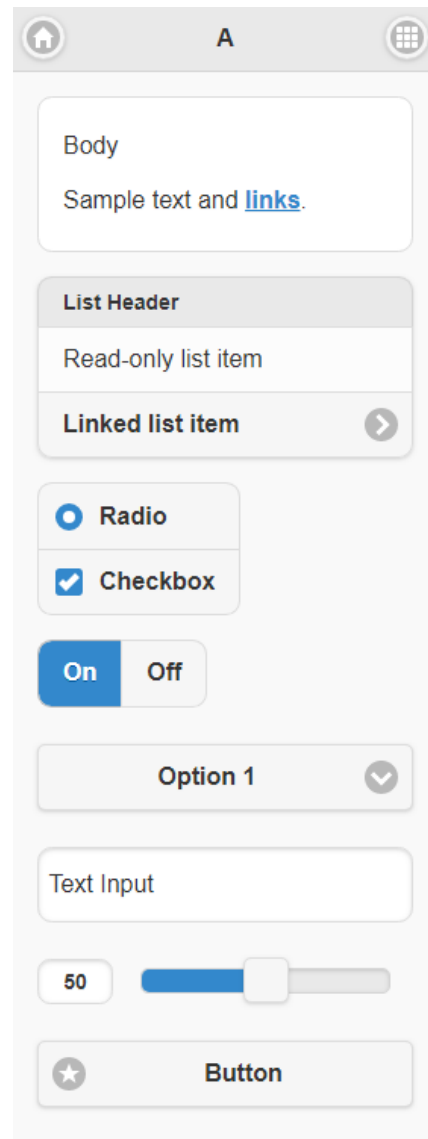 A
Body
Sample text and links.
List Header
Read-only list item
Linked list item
Radio
Checkbox
On Off
Option 1
Text Input
50
Button